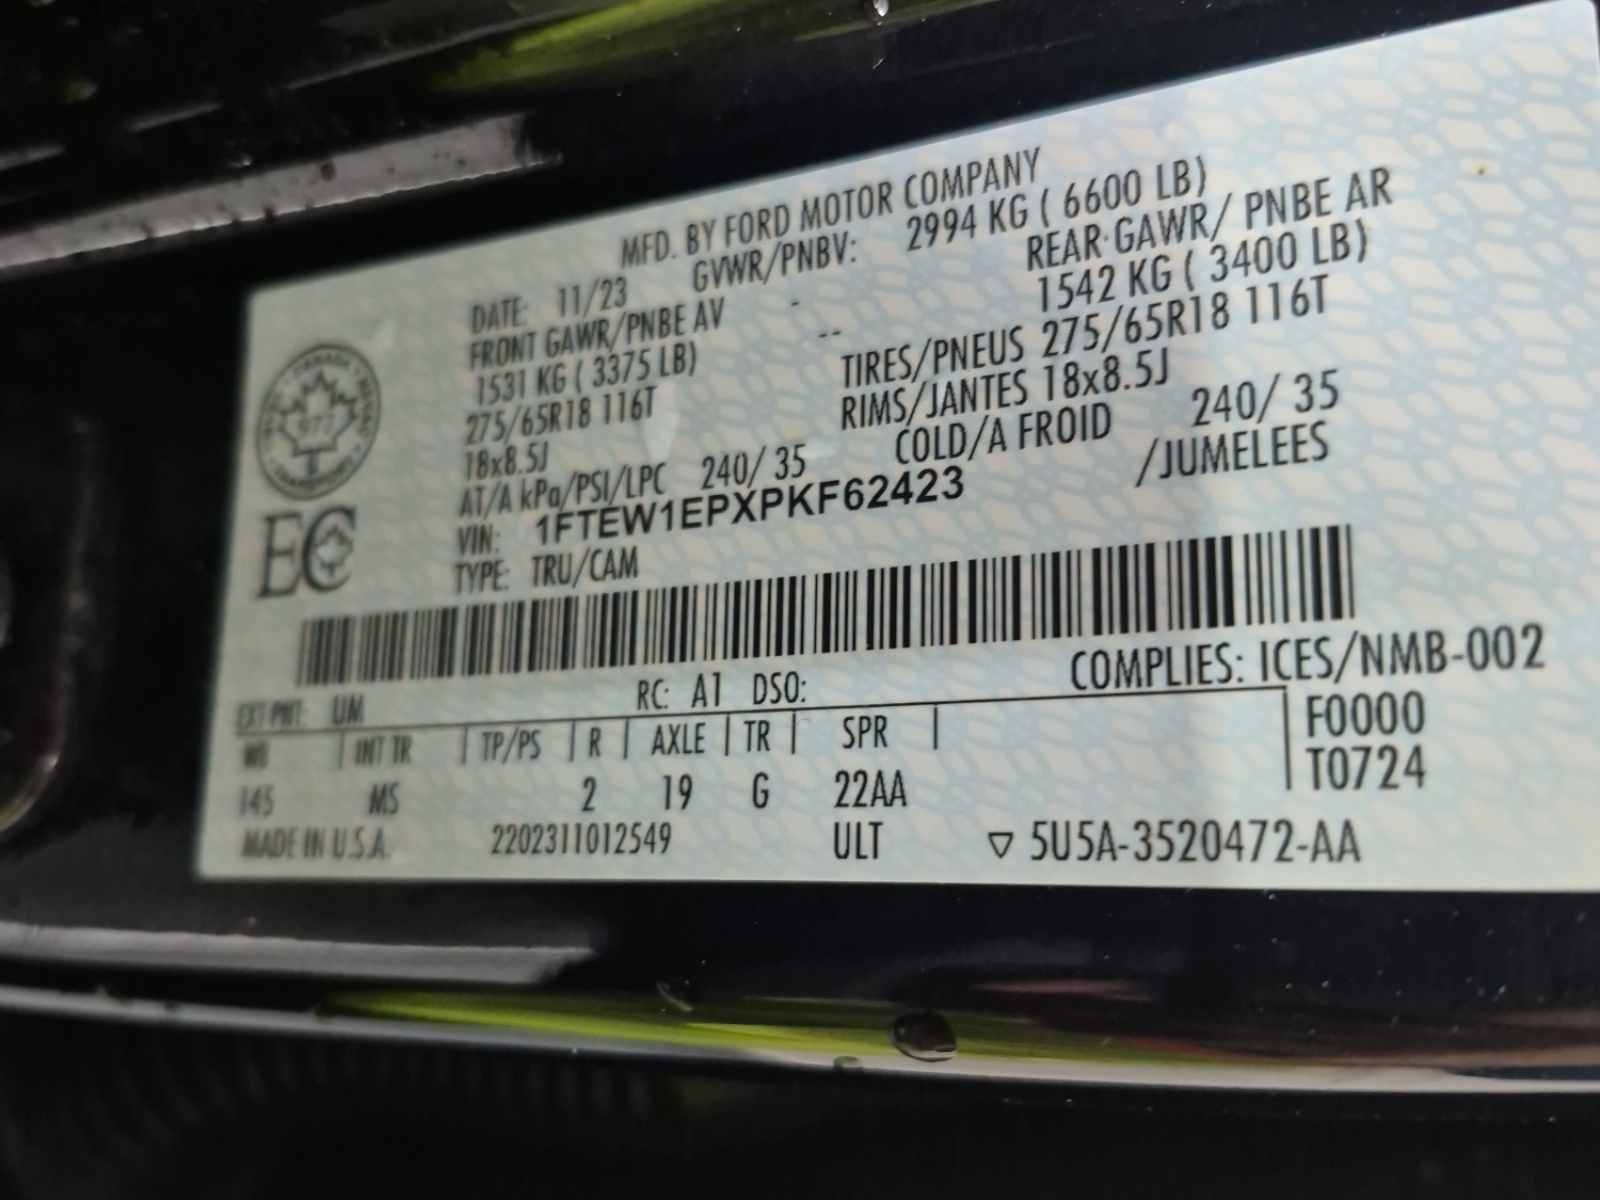 MFD. BY FORD MOTOR COMPANY
DATE: 11/23 GVWR/PNBV: 2994 KG ( 6600 LB)
FRONT GAWR/PNBE AV - REAR GAWR/ PNBE AR
1531 KG ( 3375 LB) -- 1542 KG ( 3400 LB)
275/65R18 116T TIRES/PNEUS 275/65R18 116T
18x8.5J RIMS/JANTES 18x8.5J
AT/A kPa/PSI/LPC 240/ 35 COLD/A FROID 240/ 35
VIN: 1FTEW1EPXPKF62423 /JUMELEES
TYPE: TRU/CAM
CANADA
977
TRANSPORT
EC
COMPLIES: ICES/NMB-002
EXT PNT: UM RC: A1 DSO:
WB INT TR TP/PS R AXLE TR SPR F0000
145 MS 2 19 G 22AA T0724
MADE IN U.S.A. 2202311012549 ULT ▽ 5U5A-3520472-AA